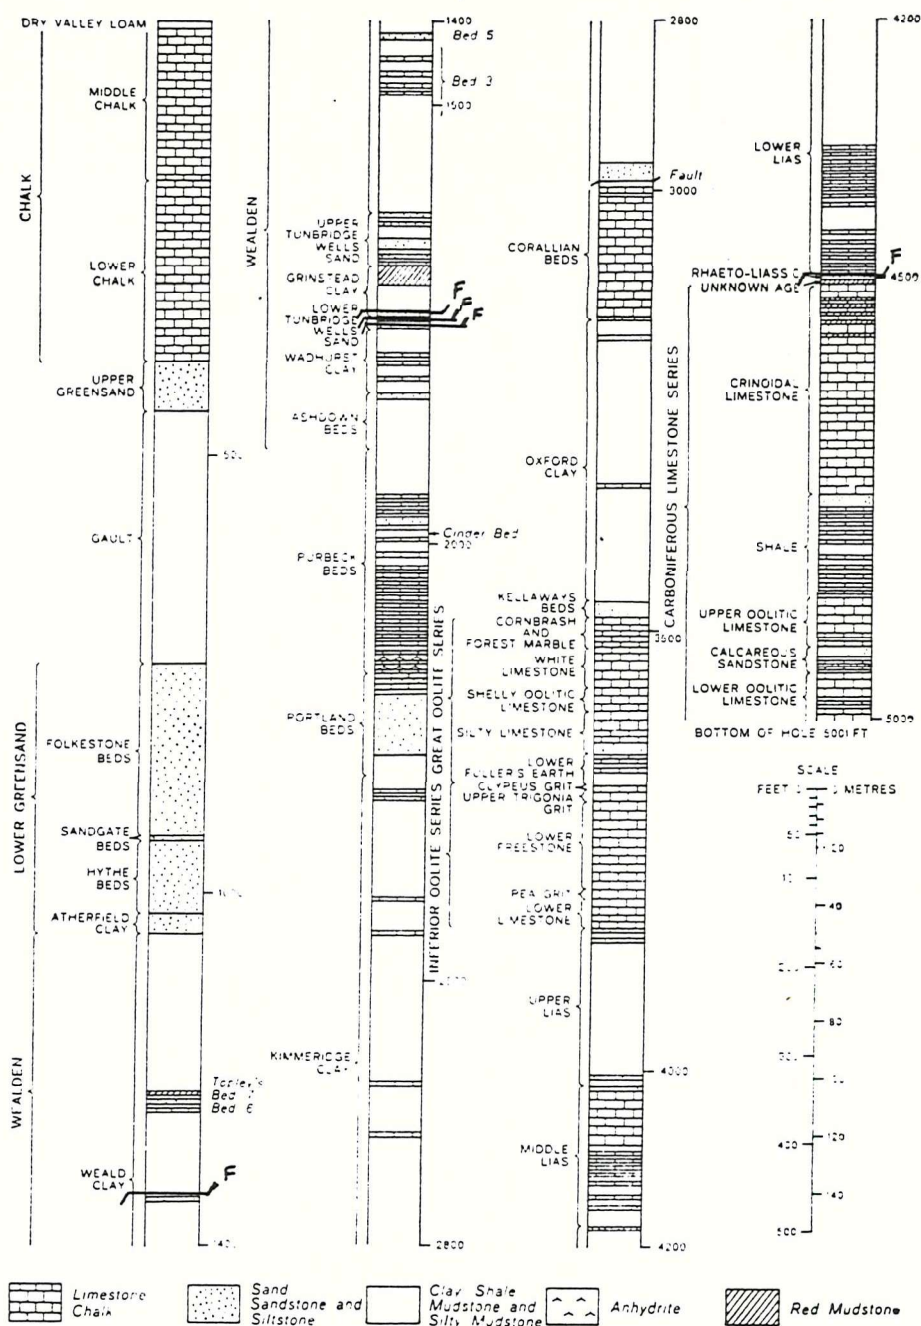 DRY VALLEY LOAM
MIDDLE
CHALK
CHALK
LOWER
CHALK
UPPER
GREENSAND
GAULT
LOWER GREENSAND
FOLKESTONE
BEDS
SANDGATE
BEDS
HYTHE
BEDS
ATHERFIELD
CLAY
WEALDEN
Bed 6
WEALD
CLAY
F
1400
Bed 5
Bed 3
1500
WEALDEN
UPPER
TUNBRIDGE
WELLS
SAND
GRINSTEAD
CLAY
LOWER
TUNBRIDGE
WELLS
SAND
F
F
F
WADHURST
CLAY
ASHDOWN
BEDS
Cinder Bed
2000
PURBECK
BEDS
PORTLAND
BEDS
KIMMERIDGE
CLAY
2800
2800
Fault
3000
CORALLIAN
BEDS
OXFORD
CLAY
KELLAWAYS
BEDS
GREAT OOLITE SERIES
CORNBRASH
AND
FOREST MARBLE
3500
WHITE
LIMESTONE
SHELLY OOLITIC
LIMESTONE
SILTY LIMESTONE
LOWER
FULLER'S EARTH
INFERIOR OOLITE SERIES
CLYPEUS GRIT
UPPER TRIGONIA
GRIT
LOWER
FREESTONE
PEA GRIT
LOWER
LIMESTONE
UPPER
LIAS
4000
MIDDLE
LIAS
4200
4200
LOWER
LIAS
F
RHAETO-LIASSIC
4500
UNKNOWN AGE
CARBONIFEROUS LIMESTONE SERIES
CRINOIDAL
LIMESTONE
SHALE
UPPER OOLITIC
LIMESTONE
CALCAREOUS
SANDSTONE
LOWER OOLITIC
LIMESTONE
5000
BOTTOM OF HOLE 5001 FT
SCALE
FEET METRES
50
20
40
60
80
400
120
140
500
Limestone
Chalk
Sand
Sandstone and
Siltstone
Clay Shale
Mudstone and
Silty Mudstone
Anhydrite
Red Mudstone